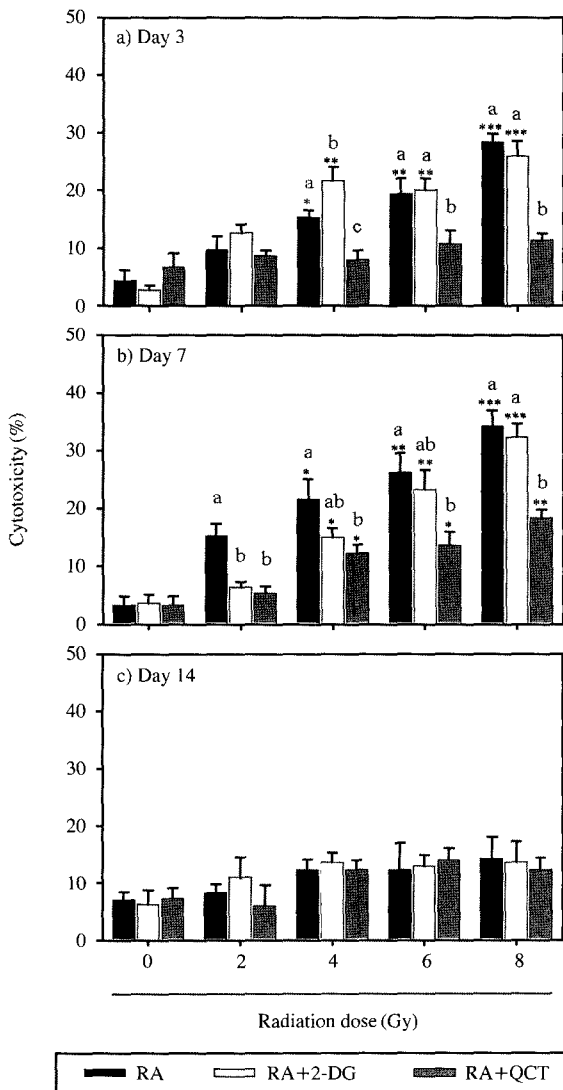 50
a) Day 3
40
a
a
***
***
30
b
a
a
**
**
**
a
20
*
c
b
b
10
0
50
b) Day 7
40
a
a
***
***
a
ab
30
**
**
a
*
ab
b
a
*
b
**
20
b
*
*
b
b
10
0
Cytotoxicity (%)
50
c) Day 14
40
30
20
10
0
0 2 4 6 8
Radiation dose (Gy)
RA RA+2-DG RA+QCT